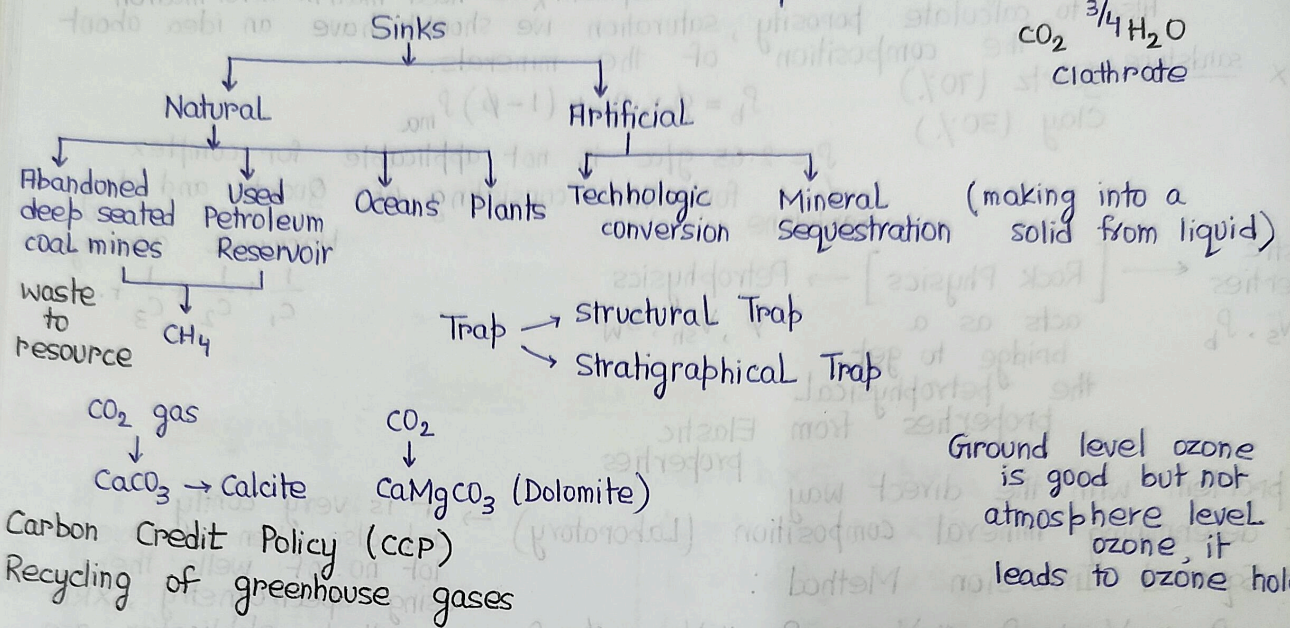 Sinks
CO2 3/4 H2O
clathrate
Natural
Artificial
Abandoned
deep seated
coal mines
Used
Petroleum
Reservoir
Oceans
Plants
Techhologic
conversion
Mineral
Sequestration
(making into a
solid from liquid)
waste
to
resource
CH4
Trap → Structural Trap
→ Stratigraphical Trap
CO2 gas
↓
CaCO3 → Calcite
CO2
↓
CaMgCO3 (Dolomite)
Ground level ozone
is good but not
atmosphere level
ozone, it
leads to ozone hol
Carbon Credit Policy (CCP)
Recycling of greenhouse gases